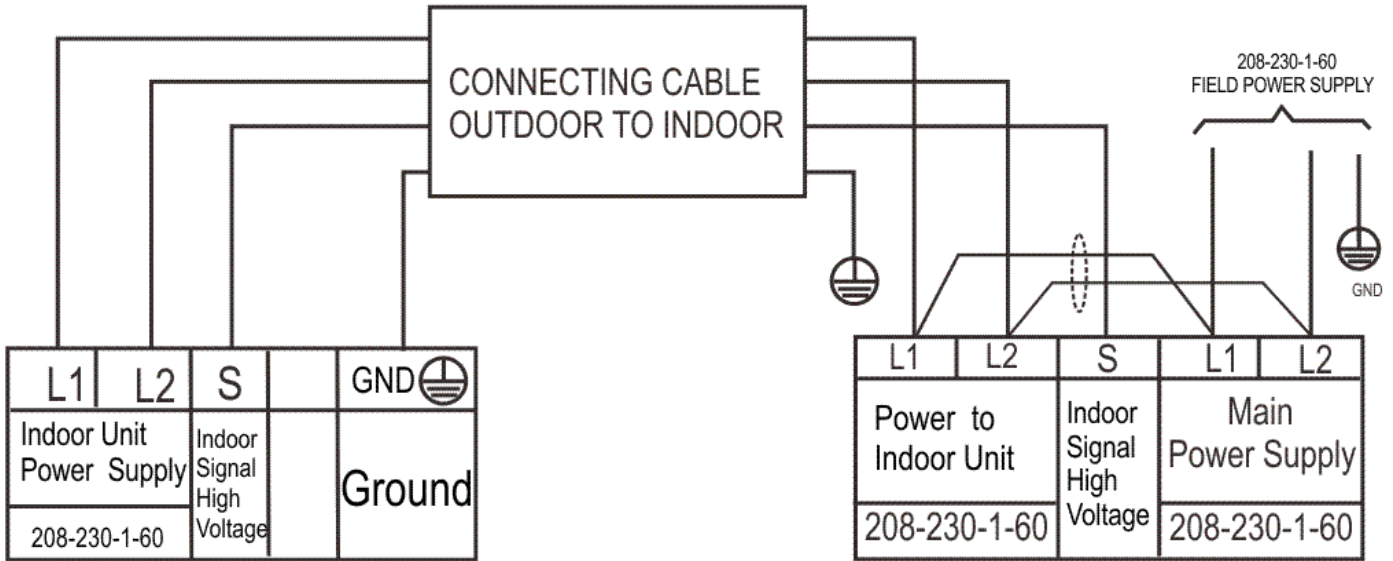 CONNECTING CABLE
OUTDOOR TO INDOOR
208-230-1-60
FIELD POWER SUPPLY
GND
L1 L2 S GND
Indoor Unit
Power Supply
208-230-1-60
Indoor
Signal
High
Voltage
Ground
L1 L2 S L1 L2
Power to
Indoor Unit
208-230-1-60
Indoor
Signal
High
Voltage
Main
Power Supply
208-230-1-60